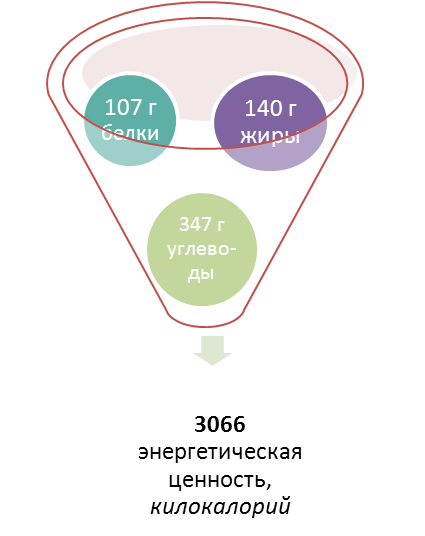 107 г
белки
140 г
жиры
347 г
углево-
ды
3066
энергетическая
ценность,
килокалорий